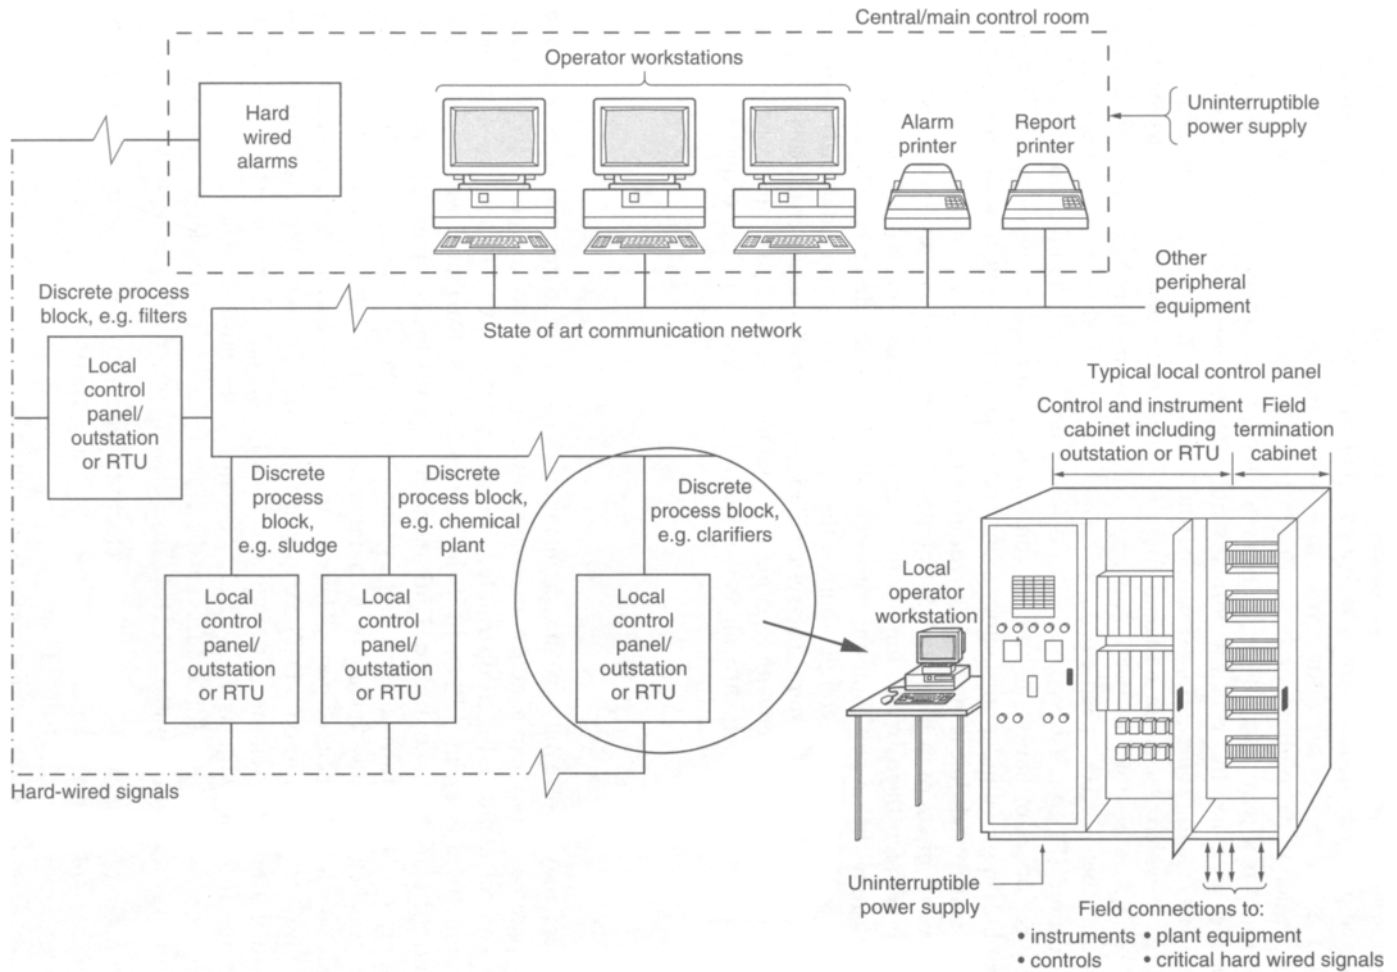 Central/main control room
Operator workstations
Hard
wired
alarms
Alarm
printer
Report
printer
Uninterruptible
power supply
Other
peripheral
equipment
Discrete process
block, e.g. filters
State of art communication network
Local
control
panel/
outstation
or RTU
Discrete
process
block,
e.g. sludge
Discrete
process block,
e.g. chemical
plant
Discrete
process block,
e.g. clarifiers
Local
control
panel/
outstation
or RTU
Local
control
panel/
outstation
or RTU
Local
control
panel/
outstation
or RTU
Hard-wired signals
Typical local control panel
Control and instrument
cabinet including
outstation or RTU
Field
termination
cabinet
Local
operator
workstation
Uninterruptible
power supply
Field connections to:
• instruments • plant equipment
• controls • critical hard wired signals